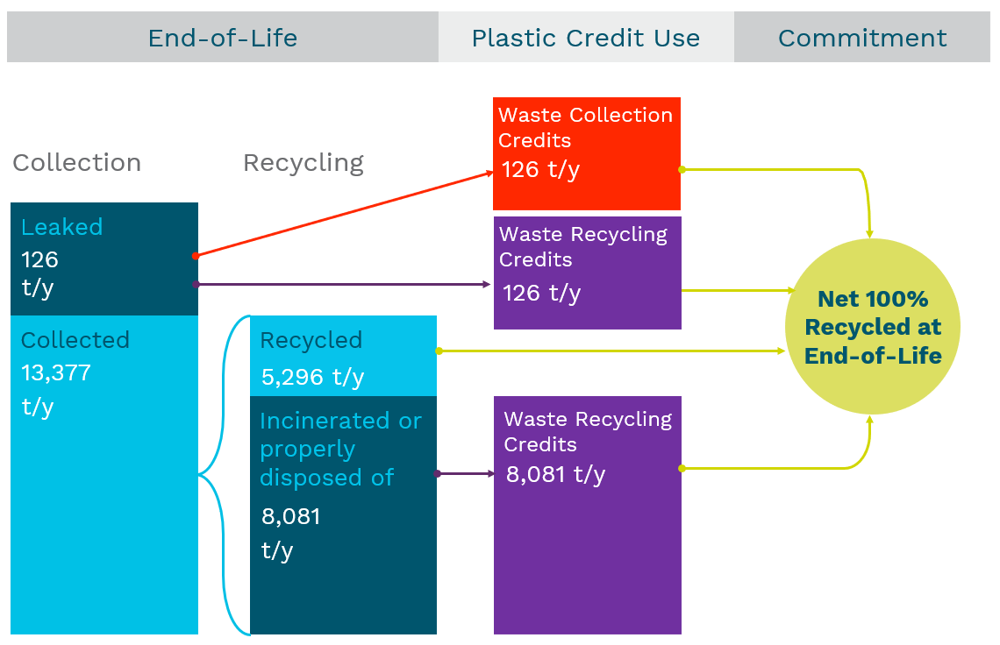 End-of-Life
Plastic Credit Use
Commitment
Collection
Recycling
Leaked
126
t/y
Collected
13,377
t/y
Recycled
5,296 t/y
Incinerated or
properly
disposed of
8,081
t/y
Waste Collection
Credits
126 t/y
Waste Recycling
Credits
126 t/y
Waste Recycling
Credits
8,081 t/y
Net 100%
Recycled at
End-of-Life